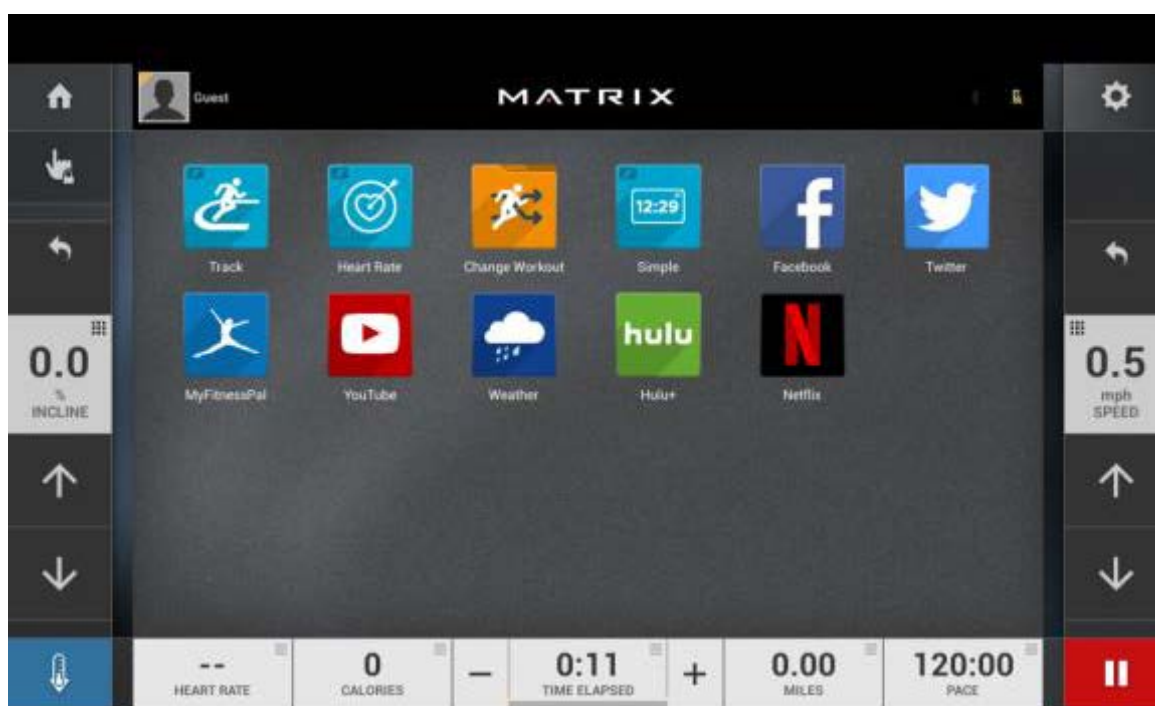 Guest
MATRIX
12:29
f
Track
Heart Rate
Change Workout
Simple
Facebook
Twitter
hulu
N
MyFitnessPal
YouTube
Weather
Hulu+
Netflix
0.0
%
INCLINE
0.5
mph
SPEED
--
HEART RATE
0
CALORIES
−
0:11
TIME ELAPSED
+
0.00
MILES
120:00
PACE